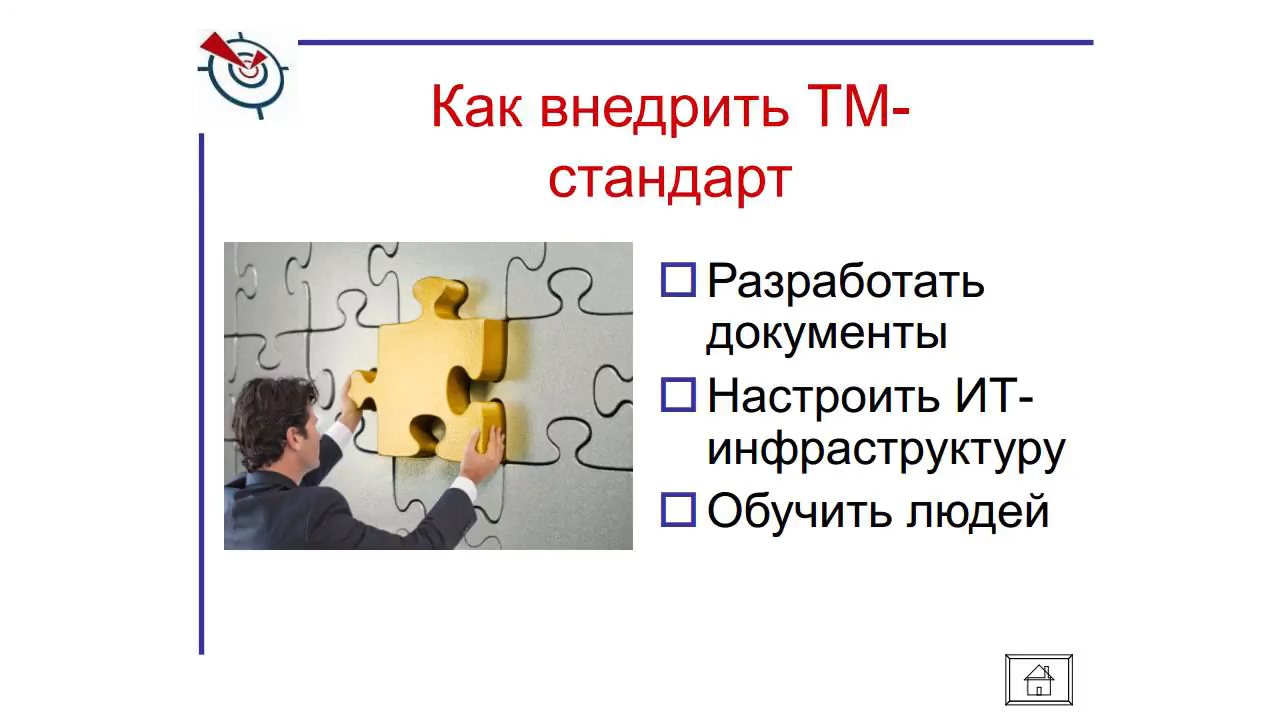 Как внедрить ТМ-
стандарт
Разработать
документы
Настроить ИТ-
инфраструктуру
Обучить людей